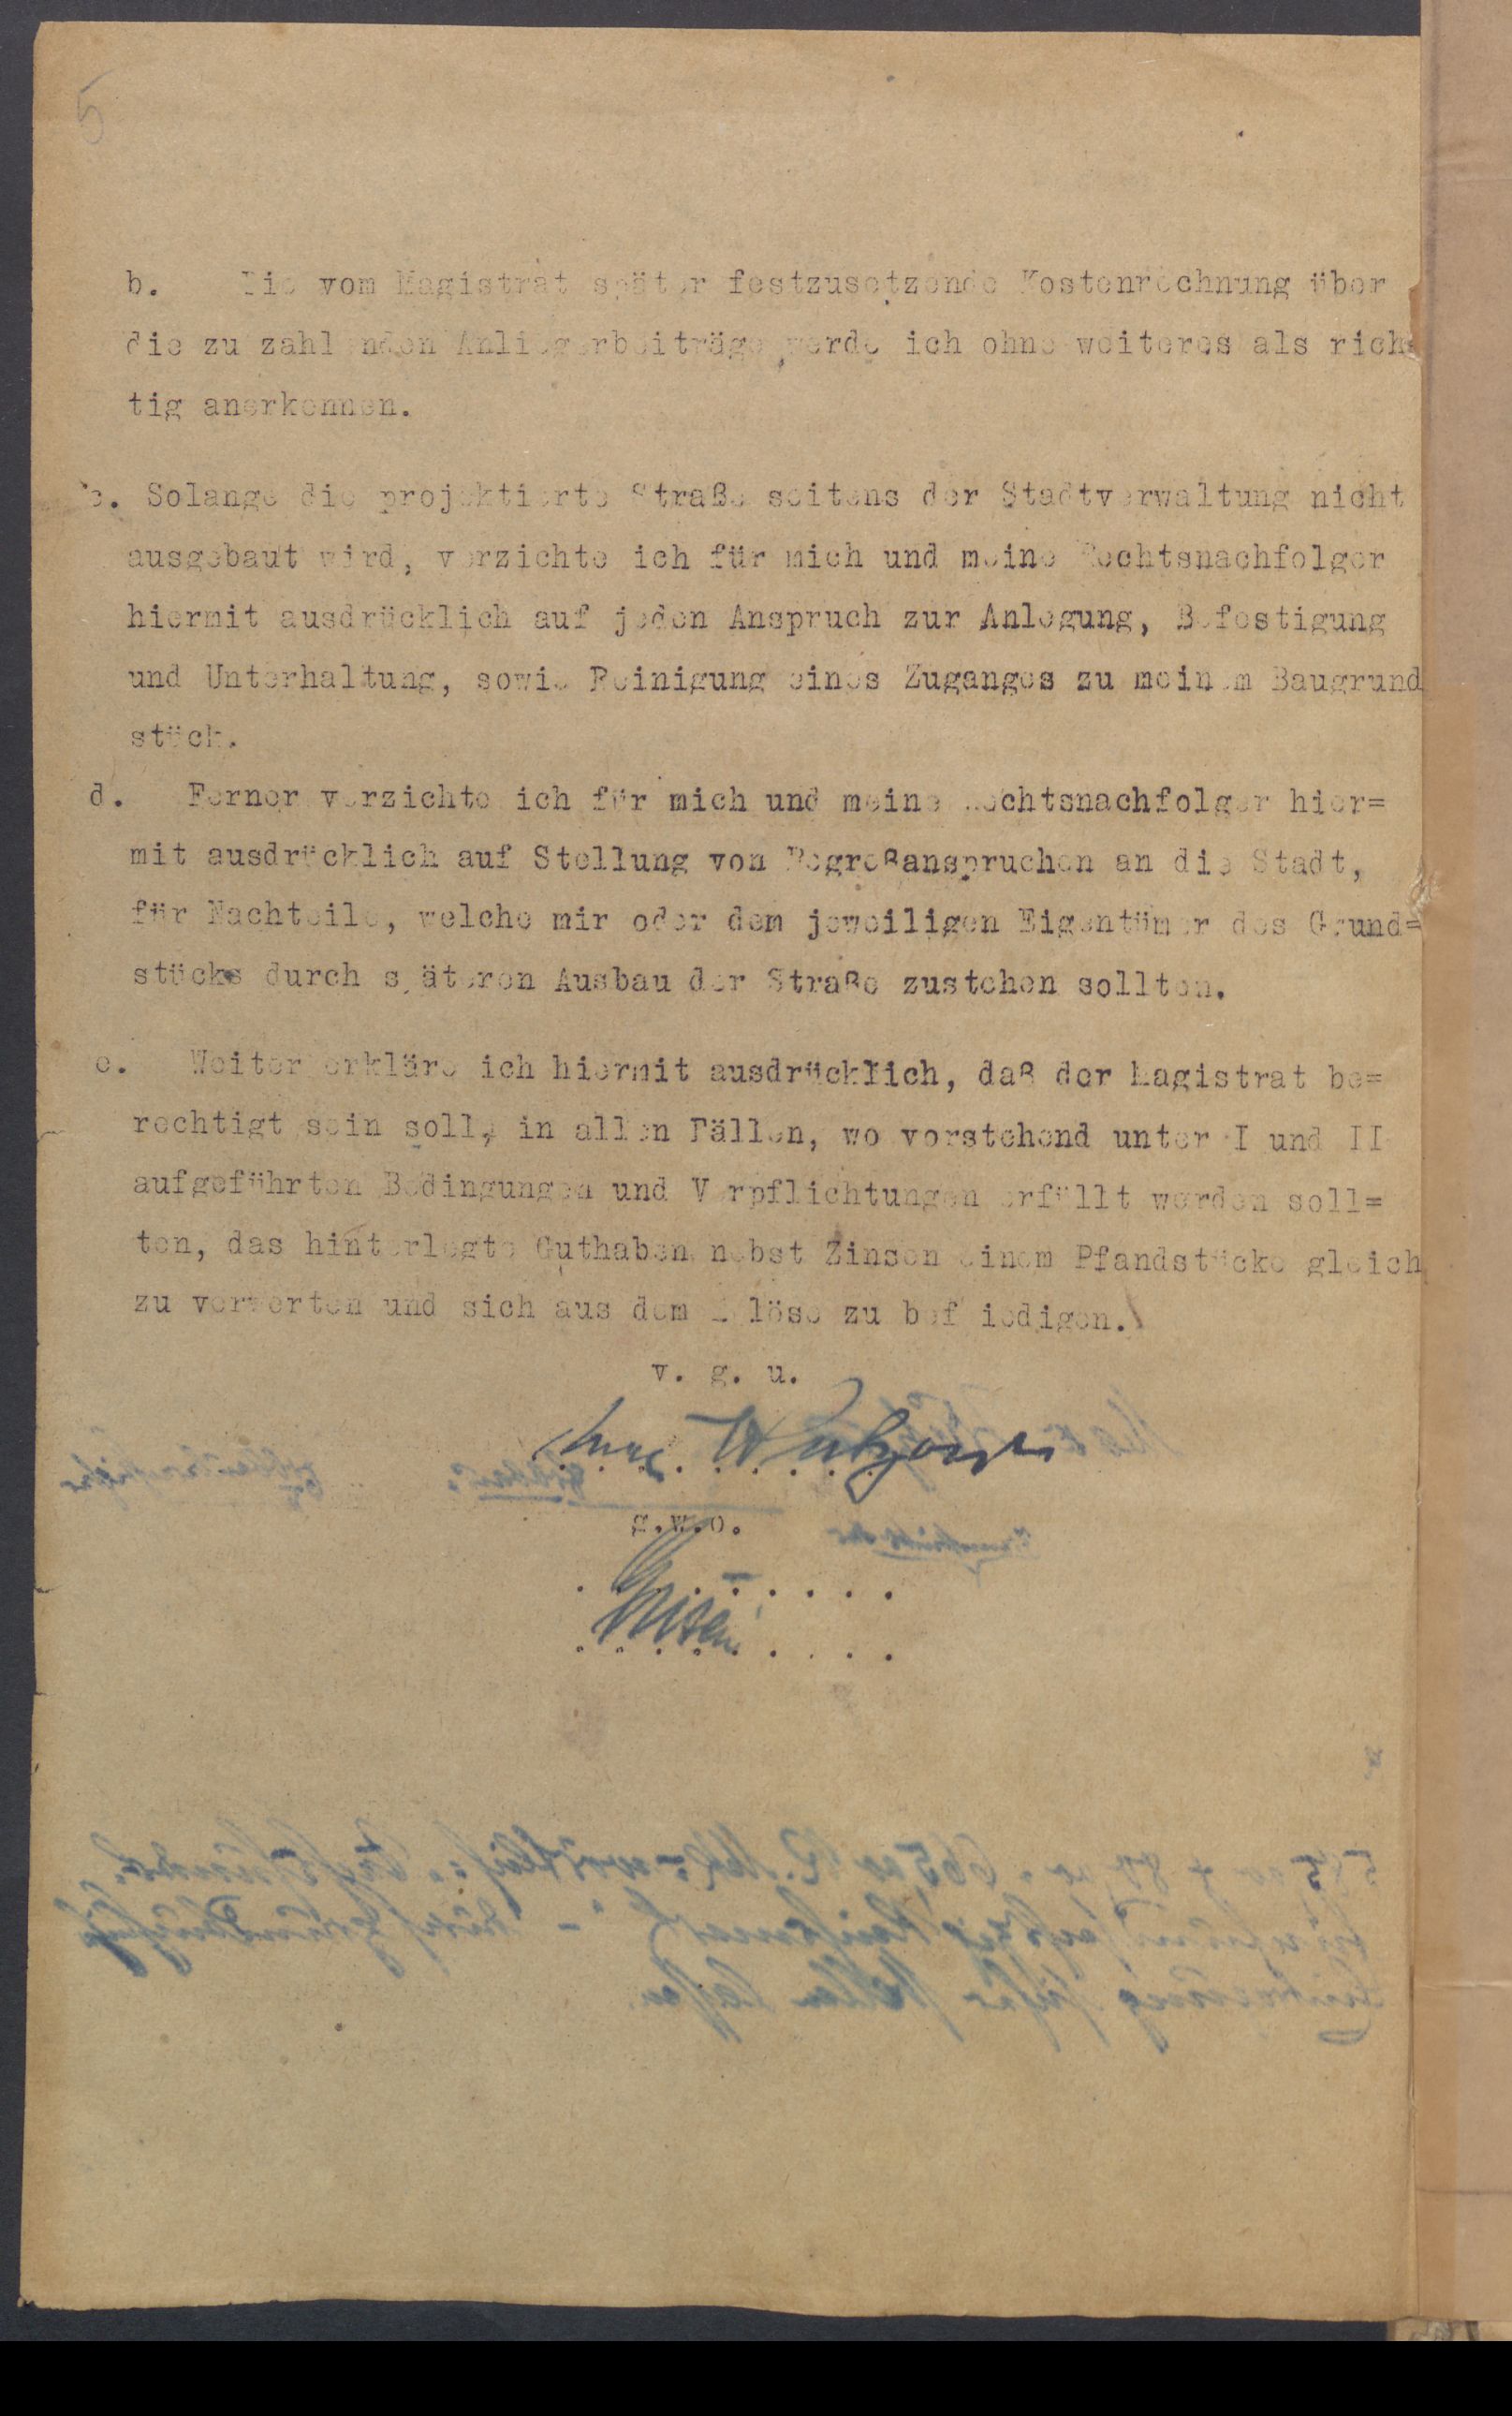 5
b. Die vom Magistrat später festzusetzende Kostenrechnung über
die zu zahlenden Anliegerbeiträge werde ich ohne weiteres als rich=
tig anerkennen.
c. Solange die projektierte Straße seitens der Stadtverwaltung nicht
ausgebaut wird, verzichte ich für mich und meine Rechtsnachfolger
hiermit ausdrücklich auf jeden Anspruch zur Anlegung, Befestigung
und Unterhaltung, sowie Reinigung eines Zuganges zu meinem Baugrund
stück.
d. Ferner verzichte ich für mich und meine Rechtsnachfolger hier=
mit ausdrücklich auf Stellung von Regreßanspruchen an die Stadt,
für Nachteile, welche mir oder dem jeweiligen Eigentümer des Grund=
stücks durch späteren Ausbau der Straße zustehen sollten.
e. Weiter erkläre ich hiermit ausdrücklich, daß der Magistrat be=
rechtigt sein soll, in allen Fällen, wo vorstehend unter I und II
aufgeführten Bedingungen und Verpflichtungen erfüllt werden soll=
ten, das hinterlegte Guthaben nebst Zinsen einem Pfandstücke gleich
zu verwerten und sich aus dem Erlöse zu befriedigen.
v. g. u.
g.w.o.